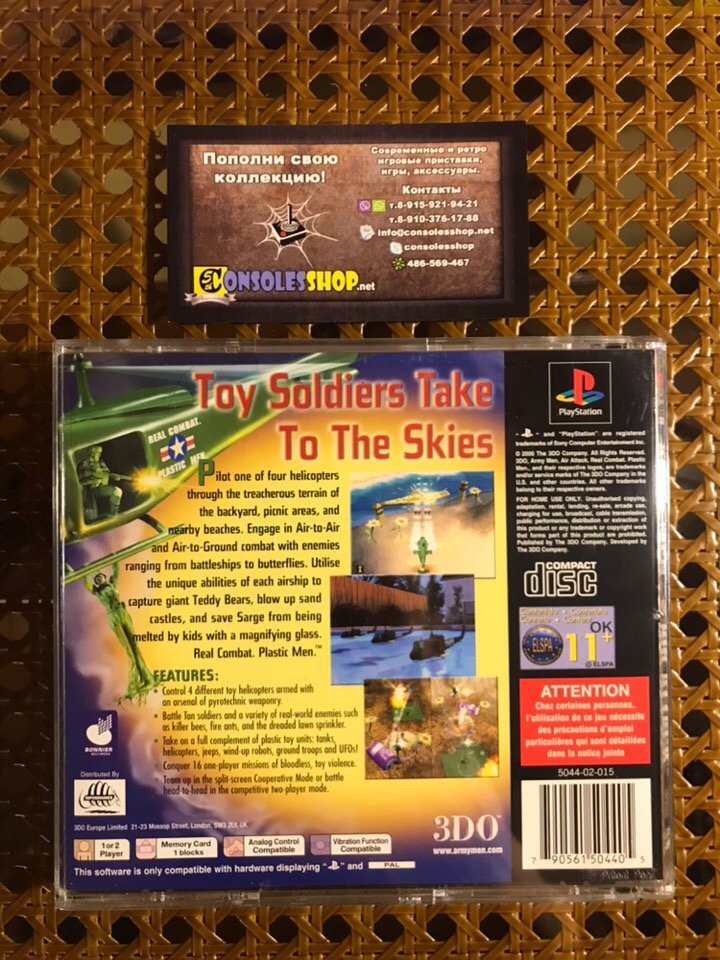 Пополни свою
коллекцию!
Современные и ретро
игровые приставки,
игры, аксессуары.
Контакты
т.8-915-921-94-21
т.8-910-376-17-88
info@consolesshop.net
consolesshop
486-569-467
CONSOLESSHOP.net
Toy Soldiers Take
To The Skies
REAL COMBAT.
PLASTIC MEN.
Pilot one of four helicopters
through the treacherous terrain of
the backyard, picnic areas, and
nearby beaches. Engage in Air-to-Air
and Air-to-Ground combat with enemies
ranging from battleships to butterflies. Utilise
the unique abilities of each airship to
capture giant Teddy Bears, blow up sand
castles, and save Sarge from being
melted by kids with a magnifying glass.
Real Combat. Plastic Men.™
FEATURES:
• Control 4 different toy helicopters armed with
an arsenal of pyrotechnic weaponry.
• Battle Tan soldiers and a variety of real-world enemies such
as killer bees, fire ants, and the dreaded lawn sprinkler.
• Take on a full complement of plastic toy units: tanks,
helicopters, jeeps, wind-up robots, ground troops and UFOs!
• Conquer 16 one-player missions of bloodless, toy violence.
• Team up in the split-screen Cooperative Mode or battle
head-to-head in the competitive two-player mode.
BONNIER
MULTIMEDIA
Distributed By
3DO Europe Limited 21-23 Mossop Street, London, SW3 2LY, UK
3DO™
www.armymen.com
1 or 2
Player
Memory Card
1 blocks
Analog Control
Compatible
Vibration Function
Compatible
This software is only compatible with hardware displaying " " and PAL
PlayStation
" " and "PlayStation" are registered
trademarks of Sony Computer Entertainment Inc.
© 2000 The 3DO Company. All Rights Reserved.
3DO, Army Men, Air Attack, Real Combat. Plastic
Men., and their respective logos, are trademarks
and/or service marks of The 3DO Company in the
U.S. and other countries. All other trademarks
belong to their respective owners.
FOR HOME USE ONLY. Unauthorised copying,
adaptation, rental, lending, re-sale, arcade use,
charging for use, broadcast, cable transmission,
public performance, distribution or extraction of
this product or any trademark or copyright work
that forms part of this product are prohibited.
Published by The 3DO Company. Developed by
The 3DO Company.
COMPACT
disc
Contenido • Contenuto
ELSPA
11+
OK
© ELSPA
ATTENTION
Chez certaines personnes,
l'utilisation de ce jeu nécessite
des précautions d'emploi
particulières qui sont détaillées
dans la notice jointe
5044-02-015
7 90561 50440 5